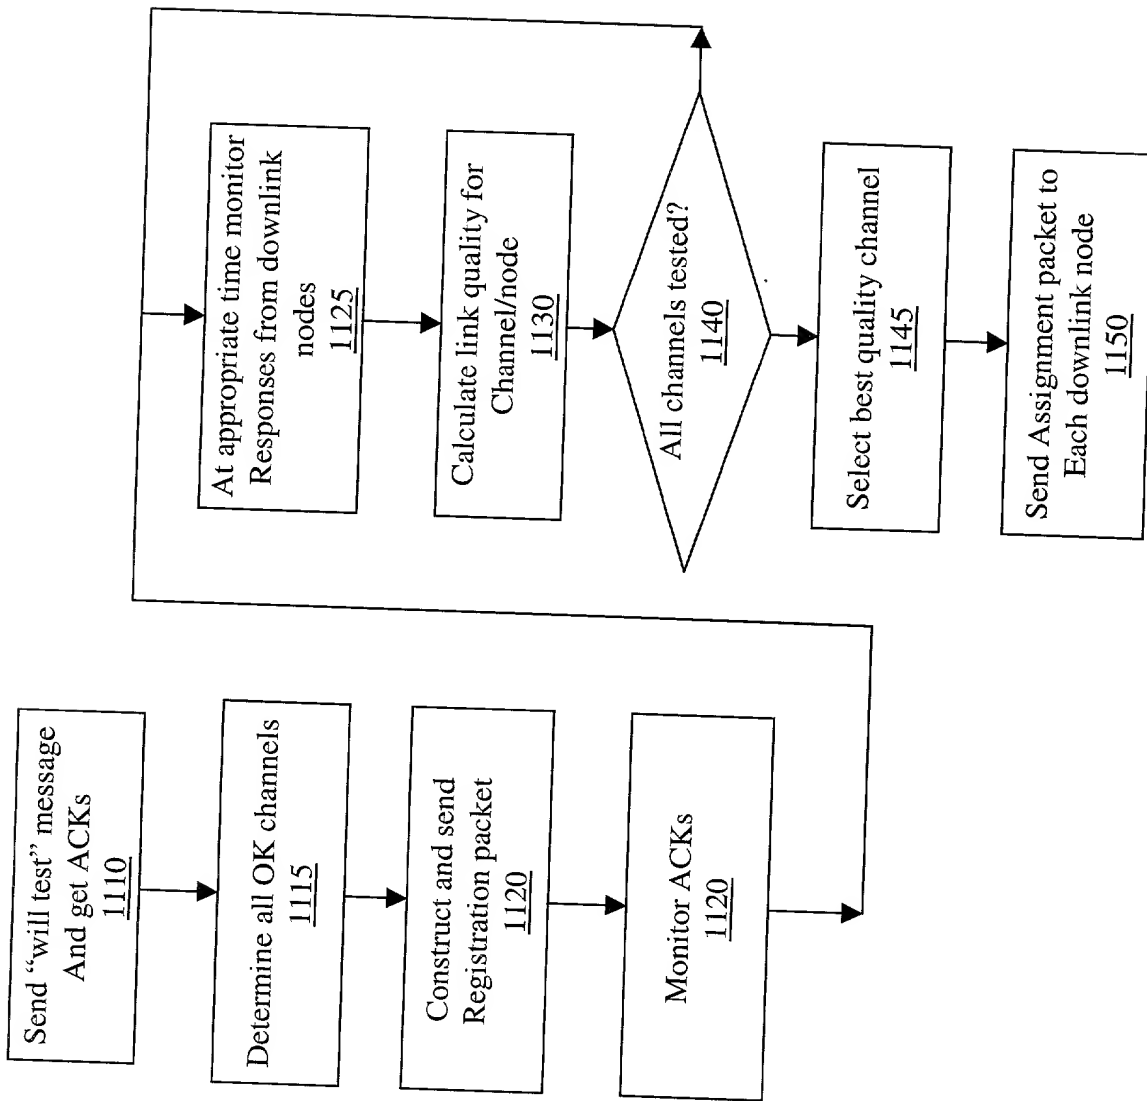 Send “will test” message
And get ACKs
1110
Determine all OK channels
1115
Construct and send
Registration packet
1120
Monitor ACKs
1120
At appropriate time monitor
Responses from downlink
nodes
1125
Calculate link quality for
Channel/node
1130
All channels tested?
1140
Select best quality channel
1145
Send Assignment packet to
Each downlink node
1150